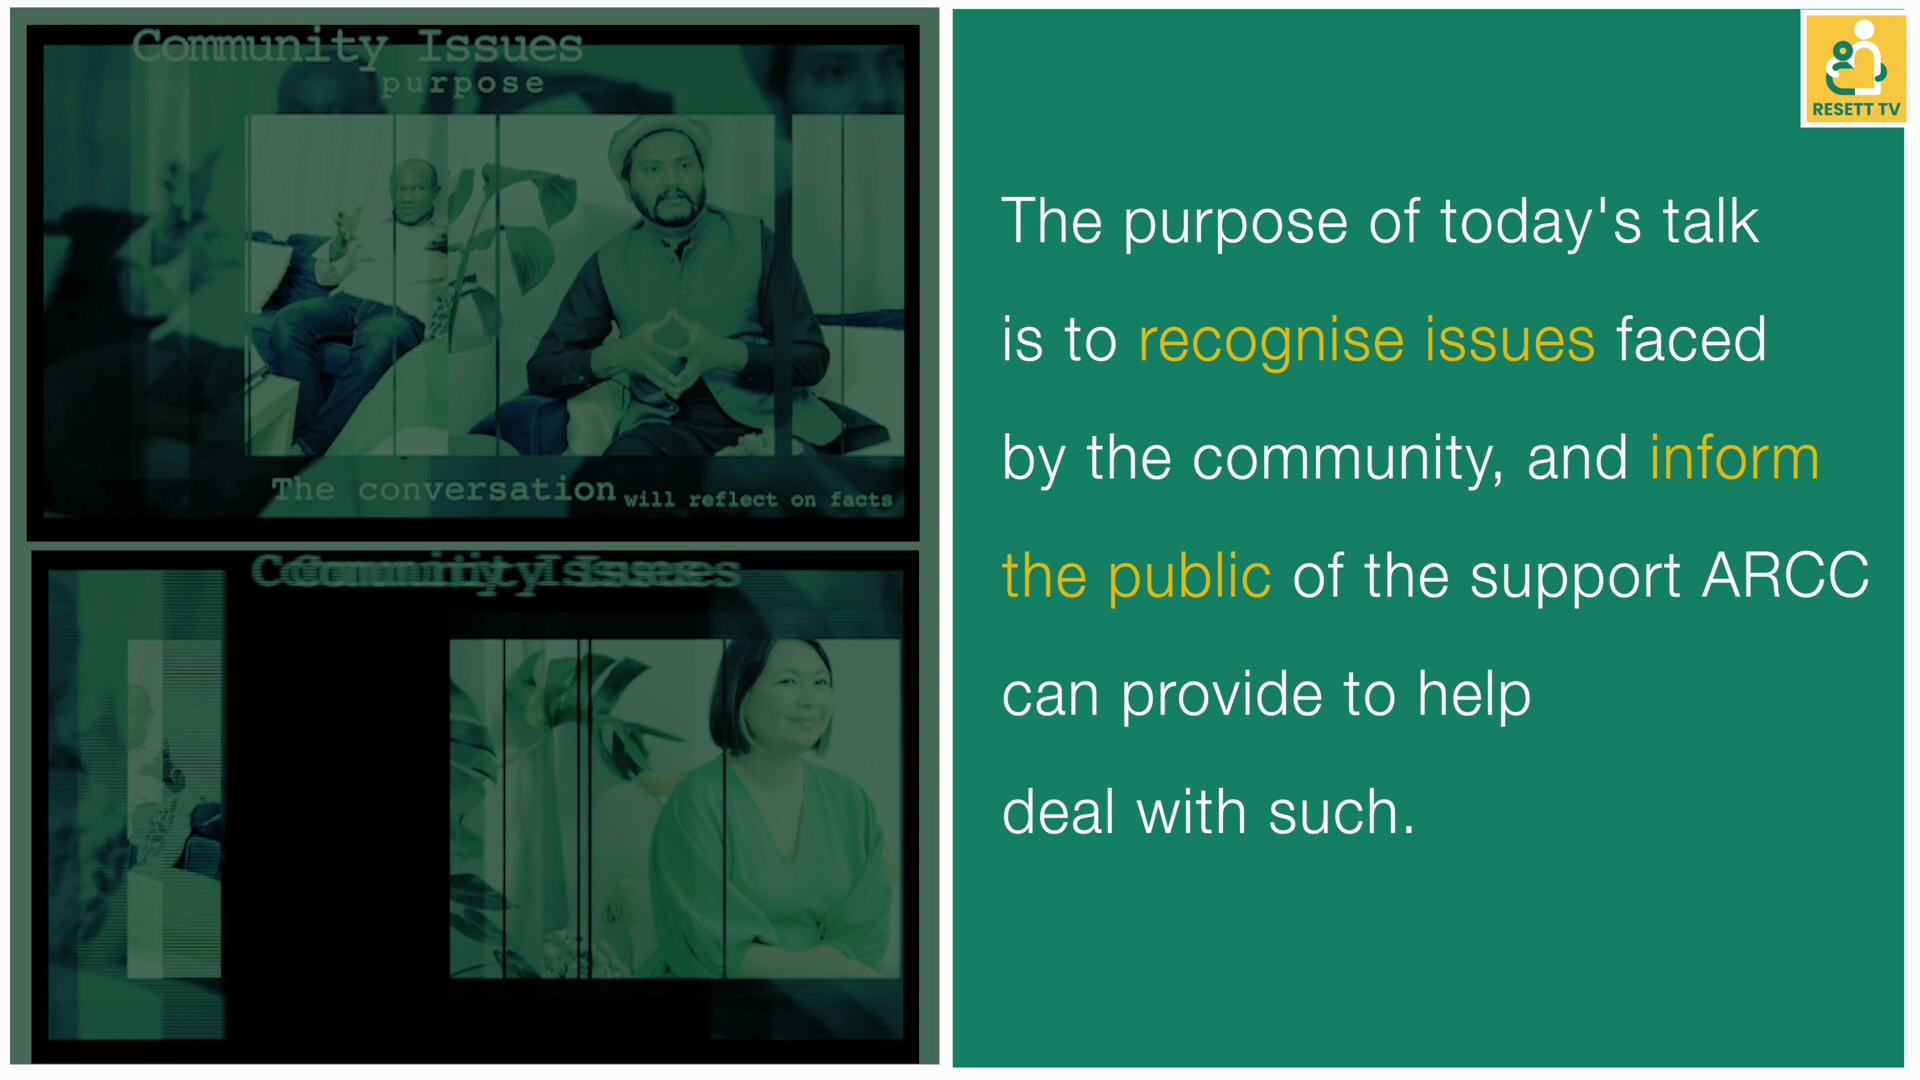 Community Issues
purpose
The conversation will reflect on facts
Community Issues
RESETT TV
The purpose of today's talk
is to recognise issues faced
by the community, and inform
the public of the support ARCC
can provide to help
deal with such.